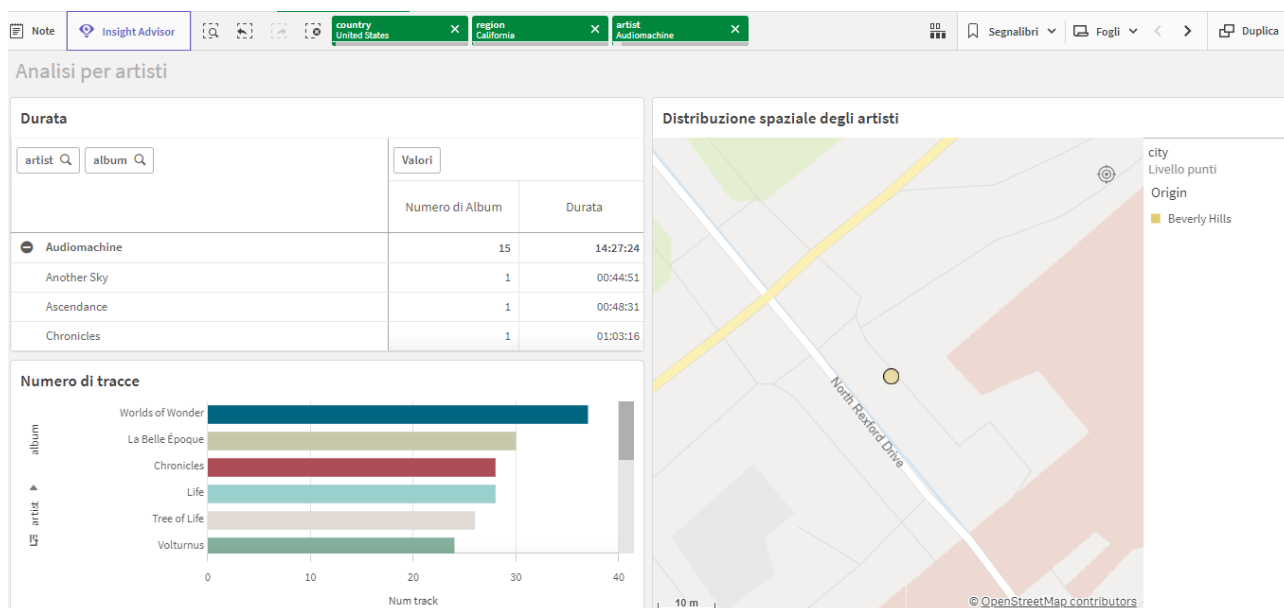 Note
Insight Advisor
country
United States
region
California
artist
Audiomachine
Segnalibri
Fogli
Duplica
Analisi per artisti
Durata
artist
album
Valori
Numero di Album
Durata
Audiomachine 15 14:27:24
Another Sky 1 00:44:51
Ascendance 1 00:48:31
Chronicles 1 01:03:16
Numero di tracce
album
artist
Worlds of Wonder
La Belle Époque
Chronicles
Life
Tree of Life
Volturnus
0 10 20 30 40
Num track
Distribuzione spaziale degli artisti
North Rexford Drive
10 m
© OpenStreetMap contributors
city
Livello punti
Origin
Beverly Hills